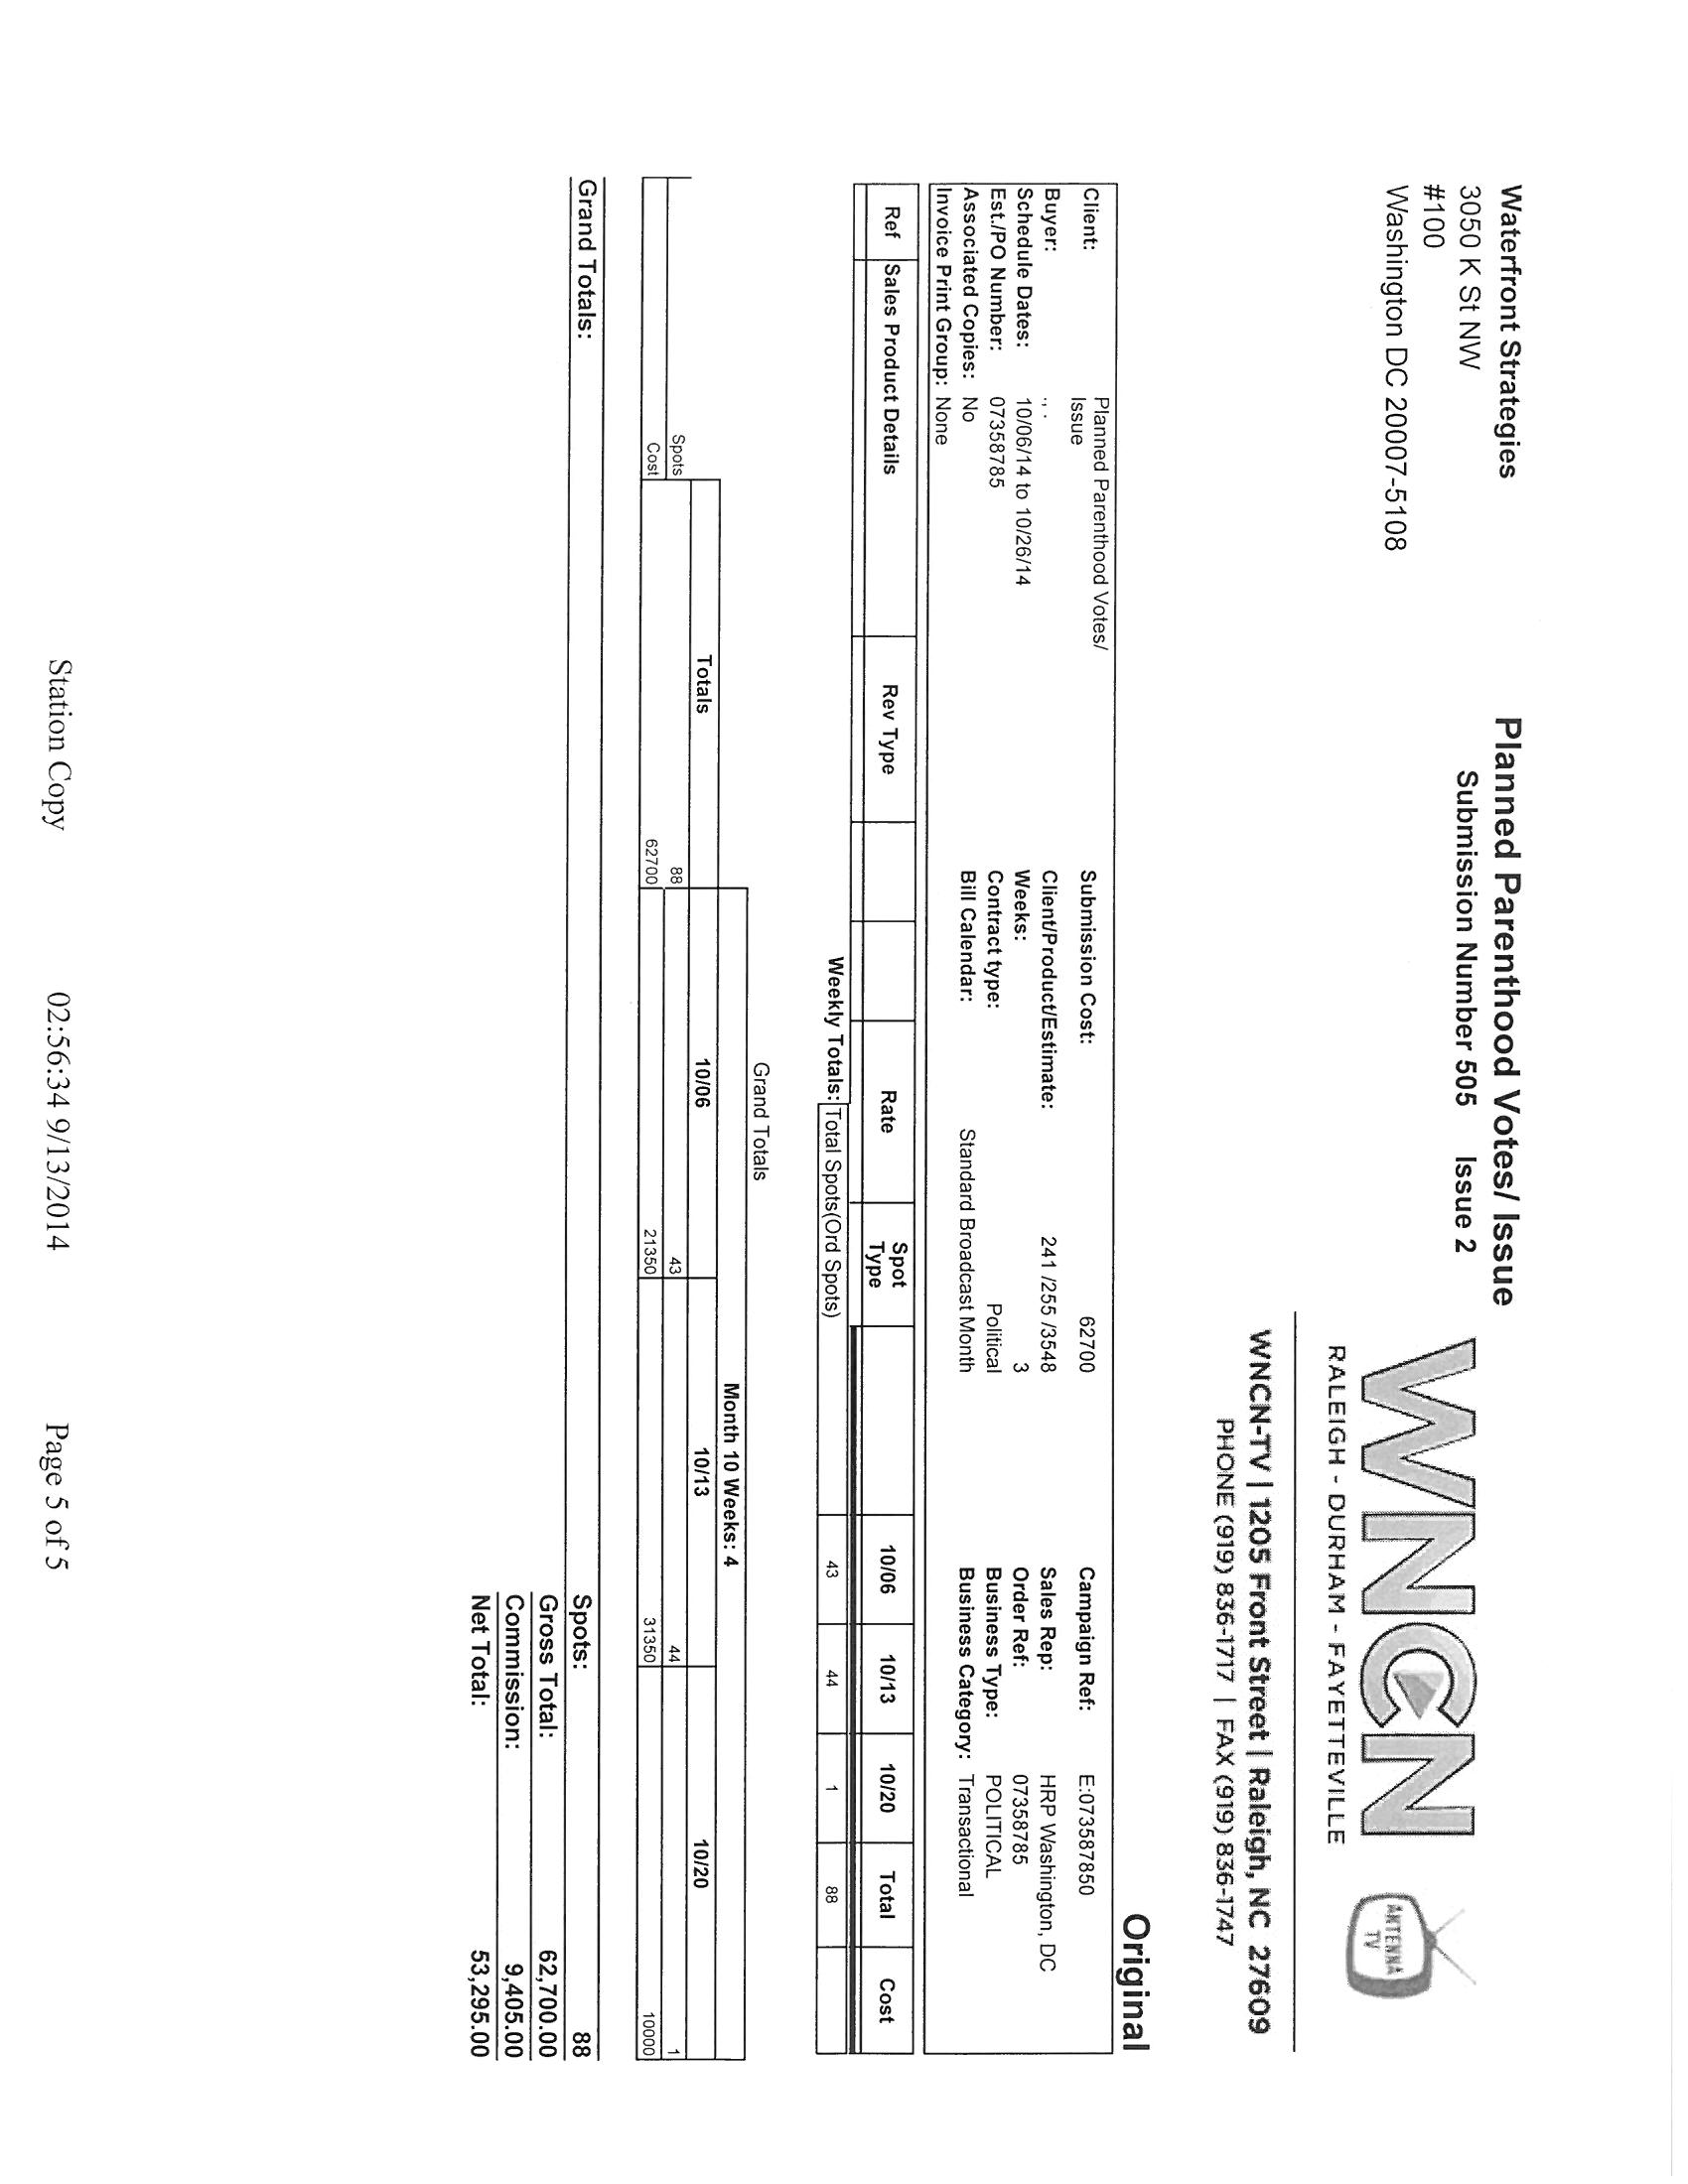 Waterfront Strategies
3050 K St NW
#100
Washington DC 20007-5108
Planned Parenthood Votes/ Issue
Submission Number 505 Issue 2
WNCN
RALEIGH - DURHAM - FAYETTEVILLE
ANTENNA
TV
WNCN-TV | 1205 Front Street | Raleigh, NC 27609
PHONE (919) 836-1717 | FAX (919) 836-1747
Original
Client: Planned Parenthood Votes/ Submission Cost: 62700 Campaign Ref: E:073587850
Issue
Buyer: ., . Client/Product/Estimate: 241 /255 /3548 Sales Rep: HRP Washington, DC
Schedule Dates: 10/06/14 to 10/26/14 Weeks: 3 Order Ref: 07358785
Est./PO Number: 07358785 Contract type: Political Business Type: POLITICAL
Associated Copies: No Bill Calendar: Standard Broadcast Month Business Category: Transactional
Invoice Print Group: None
Ref Sales Product Details Rev Type Rate Spot Type 10/06 10/13 10/20 Total Cost
Weekly Totals: Total Spots(Ord Spots) 43 44 1 88
Grand Totals
Month 10 Weeks: 4
Totals 10/06 10/13 10/20
Spots 88 43 44 1
Cost 62700 21350 31350 10000
Grand Totals: Spots: 88
Gross Total: 62,700.00
Commission: 9,405.00
Net Total: 53,295.00
Station Copy 02:56:34 9/13/2014 Page 5 of 5